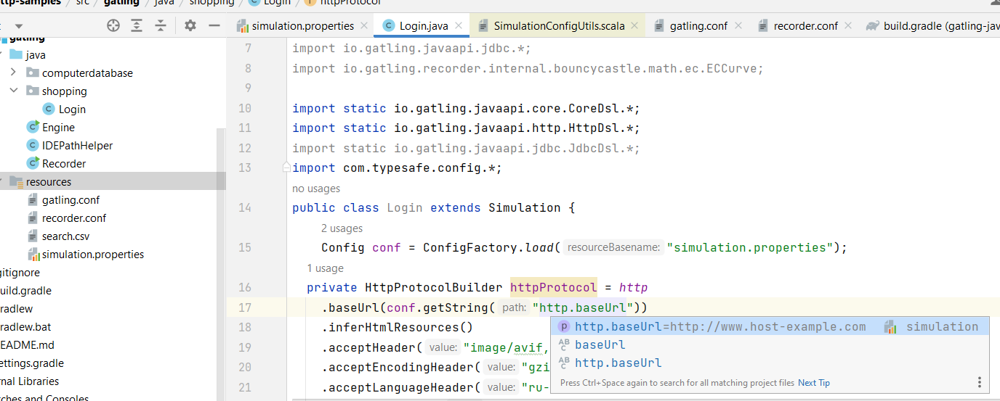 ttp-samples › src › gatling › java › shopping › Login › httpProtocol
simulation.properties Login.java SimulationConfigUtils.scala gatling.conf recorder.conf build.gradle (gatling-jav
gatling
java
computerdatabase
shopping
Login
Engine
IDEPathHelper
Recorder
resources
gatling.conf
recorder.conf
search.csv
simulation.properties
gitignore
build.gradle
gradlew
gradlew.bat
README.md
settings.gradle
rnal Libraries
tches and Consoles
7 import io.gatling.javaapi.jdbc.*;
8 import io.gatling.recorder.internal.bouncycastle.math.ec.ECCurve;
9
10 import static io.gatling.javaapi.core.CoreDsl.*;
11 import static io.gatling.javaapi.http.HttpDsl.*;
12 import static io.gatling.javaapi.jdbc.JdbcDsl.*;
13 import com.typesafe.config.*;
no usages
14 public class Login extends Simulation {
2 usages
15 Config conf = ConfigFactory.load( resourceBasename: "simulation.properties");
1 usage
16 private HttpProtocolBuilder httpProtocol = http
17 .baseUrl(conf.getString( path: "http.baseUrl"))
18 .inferHtmlResources()
19 .acceptHeader( value: "image/avif,
20 .acceptEncodingHeader( value: "gzi
21 .acceptLanguageHeader( value: "ru-
p http.baseUrl=http://www.host-example.com simulation
ABC baseUrl
ABC http.baseUrl
Press Ctrl+Space again to search for all matching project files Next Tip